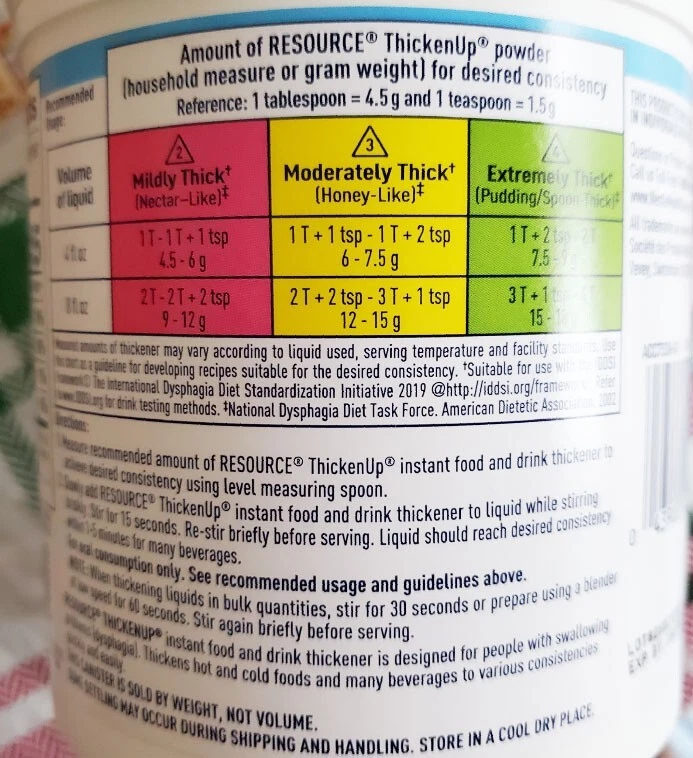 Amount of RESOURCE® ThickenUp® powder
(household measure or gram weight) for desired consistency
Reference: 1 tablespoon = 4.5 g and 1 teaspoon = 1.5 g
Recommended
Usage:
Volume
of liquid
2
Mildly Thick†
(Nectar-Like)‡
3
Moderately Thick†
(Honey-Like)‡
4
Extremely Thick†
(Pudding/Spoon-Thick)‡
4 fl oz
1 T - 1 T + 1 tsp
4.5 - 6 g
1 T + 1 tsp - 1 T + 2 tsp
6 - 7.5 g
1 T + 2 tsp - 2 T
7.5 - 9 g
8 fl oz
2 T - 2 T + 2 tsp
9 - 12 g
2 T + 2 tsp - 3 T + 1 tsp
12 - 15 g
3 T + 1
15 -
amounts of thickener may vary according to liquid used, serving temperature and facility Use
chart as a guideline for developing recipes suitable for the desired consistency. †Suitable for use with IDDSI
Framework© The International Dysphagia Diet Standardization Initiative 2019 @http://iddsi.org/framework Refer
for drink testing methods. ‡National Dysphagia Diet Task Force. American Dietetic Association, 2002
Directions:
Measure recommended amount of RESOURCE® ThickenUp® instant food and drink thickener to
achieve desired consistency using level measuring spoon.
Slowly add RESOURCE® ThickenUp® instant food and drink thickener to liquid while stirring
briskly. Stir for 15 seconds. Re-stir briefly before serving. Liquid should reach desired consistency
within 1-5 minutes for many beverages.
For oral consumption only. See recommended usage and guidelines above.
NOTE: When thickening liquids in bulk quantities, stir for 30 seconds or prepare using a blender
at low speed for 60 seconds. Stir again briefly before serving.
RESOURCE® THICKENUP® instant food and drink thickener is designed for people with swallowing
problems (dysphagia). Thickens hot and cold foods and many beverages to various consistencies
quickly and easily.
THIS CANISTER IS SOLD BY WEIGHT, NOT VOLUME.
SOME SETTLING MAY OCCUR DURING SHIPPING AND HANDLING. STORE IN A COOL DRY PLACE.
THIS PRODUCT